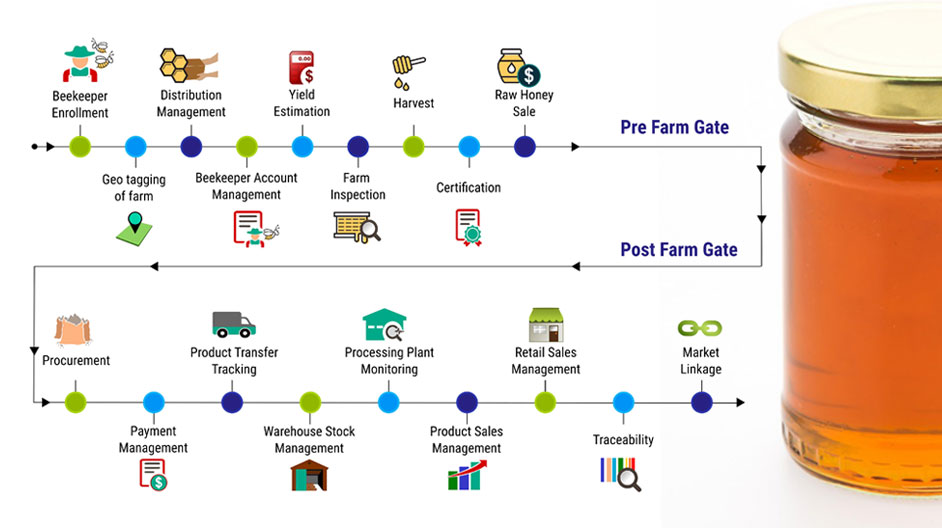 Beekeeper
Enrollment
Distribution
Management
0.00
$
Yield
Estimation
Harvest
$
Raw Honey
Sale
Pre Farm Gate
Geo tagging
of farm
Beekeeper Account
Management
Farm
Inspection
Certification
Post Farm Gate
Procurement
Product Transfer
Tracking
Processing Plant
Monitoring
Retail Sales
Management
Market
Linkage
Payment
Management
$
Warehouse Stock
Management
Product Sales
Management
Traceability